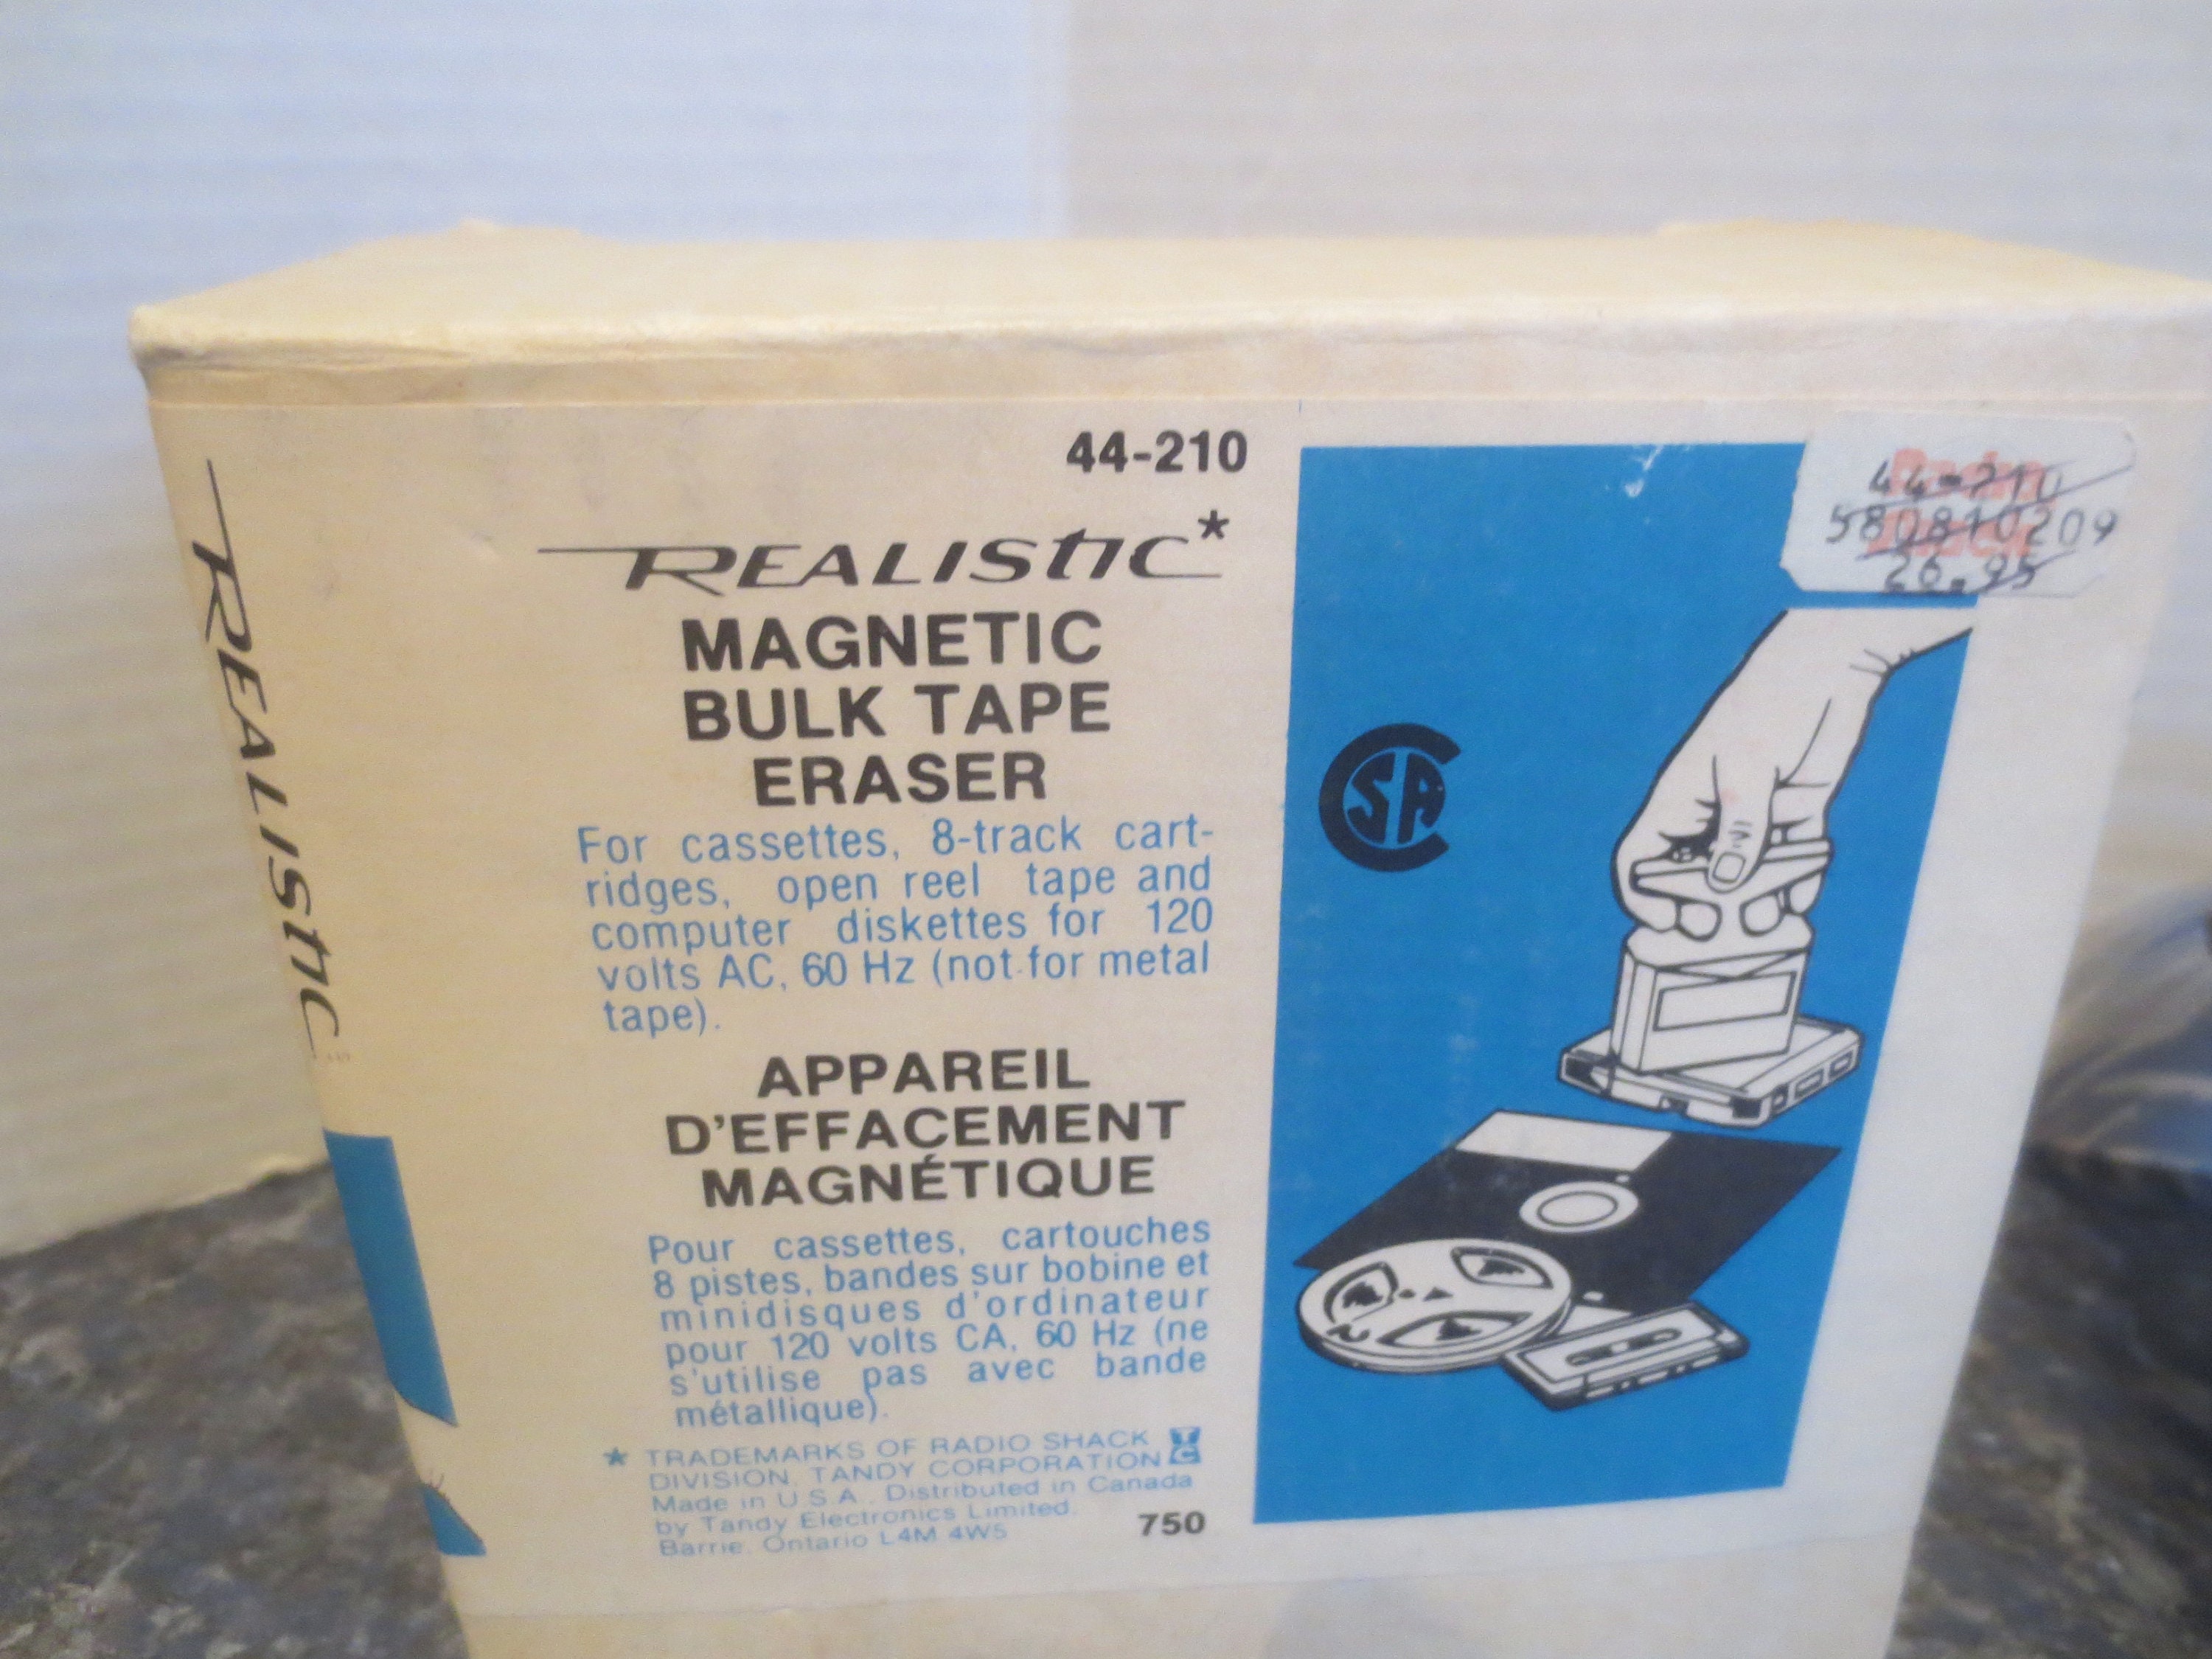 REALISTIC
44-210
REALISTIC*
MAGNETIC
BULK TAPE
ERASER
For cassettes, 8-track cart-
ridges, open reel tape and
computer diskettes for 120
volts AC, 60 Hz (not for metal
tape).
APPAREIL
D'EFFACEMENT
MAGNÉTIQUE
Pour cassettes, cartouches
8 pistes, bandes sur bobine et
minidisques d'ordinateur
pour 120 volts CA, 60 Hz (ne
s'utilise pas avec bande
métallique).
* TRADEMARKS OF RADIO SHACK
DIVISION, TANDY CORPORATION
TC
Made in U.S.A. Distributed in Canada
by Tandy Electronics Limited.
Barrie, Ontario L4M 4W5
750
CSA
Radio
Shack
44-210
580810209
26.95